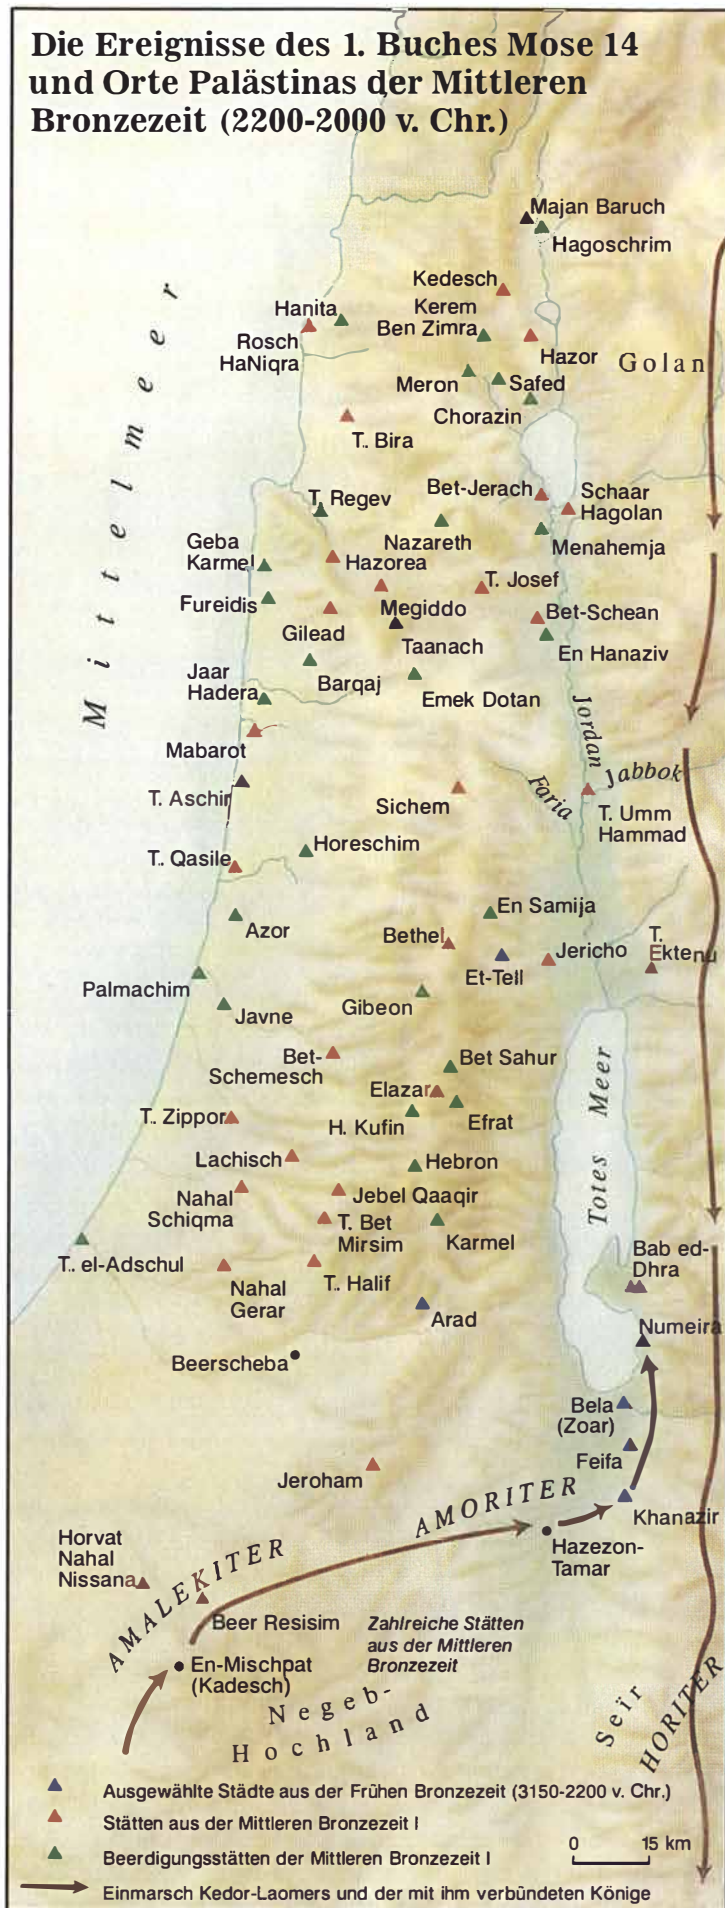 Die Ereignisse des 1. Buches Mose 14
und Orte Palästinas der Mittleren
Bronzezeit (2200-2000 v. Chr.)
Majan Baruch
Hagoschrim
Kedesch
Hanita
Kerem
Ben Zimra
Rosch
HaNiqra
Hazor
Golan
Meron
Safed
Chorazin
T. Bira
Mittelmeer
Bet-Jerach
Schaar
Hagolan
T. Regev
Nazareth
Menahemja
Geba
Karmel
Hazorea
T. Josef
Fureidis
Megiddo
Bet-Schean
Gilead
Taanach
En Hanaziv
Barqaj
Jaar
Hadera
Emek Dotan
Jordan
Mabarot
Jabbok
T. Aschir
Sichem
Faria
T. Umm
Hammad
Horeschim
T. Qasile
En Samija
Azor
Bethel
T.
Ektenu
Jericho
Et-Tell
Palmachim
Gibeon
Javne
Bet-
Schemesch
Bet Sahur
Totes Meer
Elazar
T. Zippor
H. Kufin
Efrat
Lachisch
Hebron
Nahal
Schiqma
Jebel Qaaqir
T. Bet
Mirsim
Karmel
Bab ed-
Dhra
T. el-Adschul
Nahal
Gerar
T. Halif
Arad
Numeira
Beerscheba
Bela
(Zoar)
Feifa
Jeroham
AMORITER
Khanazir
Horvat
Nahal
Nissana
Hazezon-
Tamar
AMALEKITER
Beer Resisim
Zahlreiche Stätten
aus der Mittleren
Bronzezeit
En-Mischpat
(Kadesch)
Negeb-
Hochland
Seïr
HORITER
Ausgewählte Städte aus der Frühen Bronzezeit (3150-2200 v. Chr.)
Stätten aus der Mittleren Bronzezeit I
0 15 km
Beerdigungsstätten der Mittleren Bronzezeit I
Einmarsch Kedor-Laomers und der mit ihm verbündeten Könige